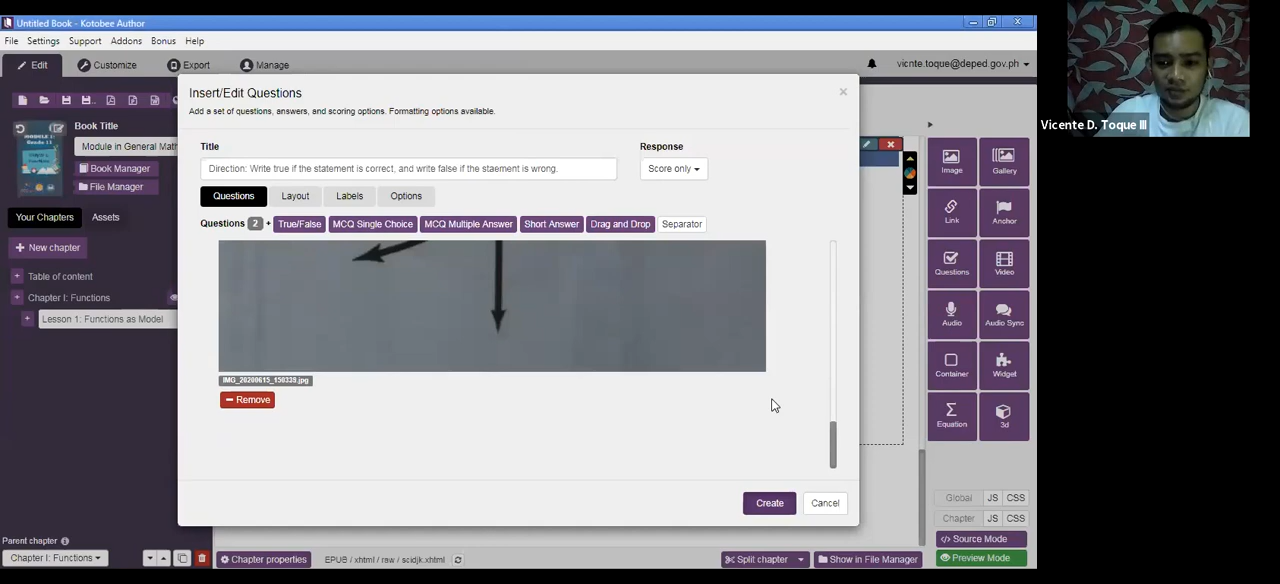 Untitled Book - Kotobee Author
File Settings Support Addons Bonus Help
Edit Customize Export Manage
vicnte.toque@deped.gov.ph
Book Title
Module in General Math
Book Manager
File Manager
Your Chapters Assets
New chapter
Table of content
Chapter I: Functions
Lesson 1: Functions as Model
Parent chapter
Chapter I: Functions
Insert/Edit Questions
Add a set of questions, answers, and scoring options. Formatting options available.
Title
Response
Direction: Write true if the statement is correct, and write false if the staement is wrong.
Score only
Questions Layout Labels Options
Questions 2 + True/False MCQ Single Choice MCQ Multiple Answer Short Answer Drag and Drop Separator
IMG_20200615_150339.jpg
Remove
Create Cancel
Chapter properties
EPUB / xhtml / raw / scidjk.xhtml
Split chapter
Show in File Manager
Image Gallery
Link Anchor
Questions Video
Audio Audio Sync
Container Widget
Equation 3d
Global JS CSS
Chapter JS CSS
</> Source Mode
Preview Mode
Vicente D. Toque III